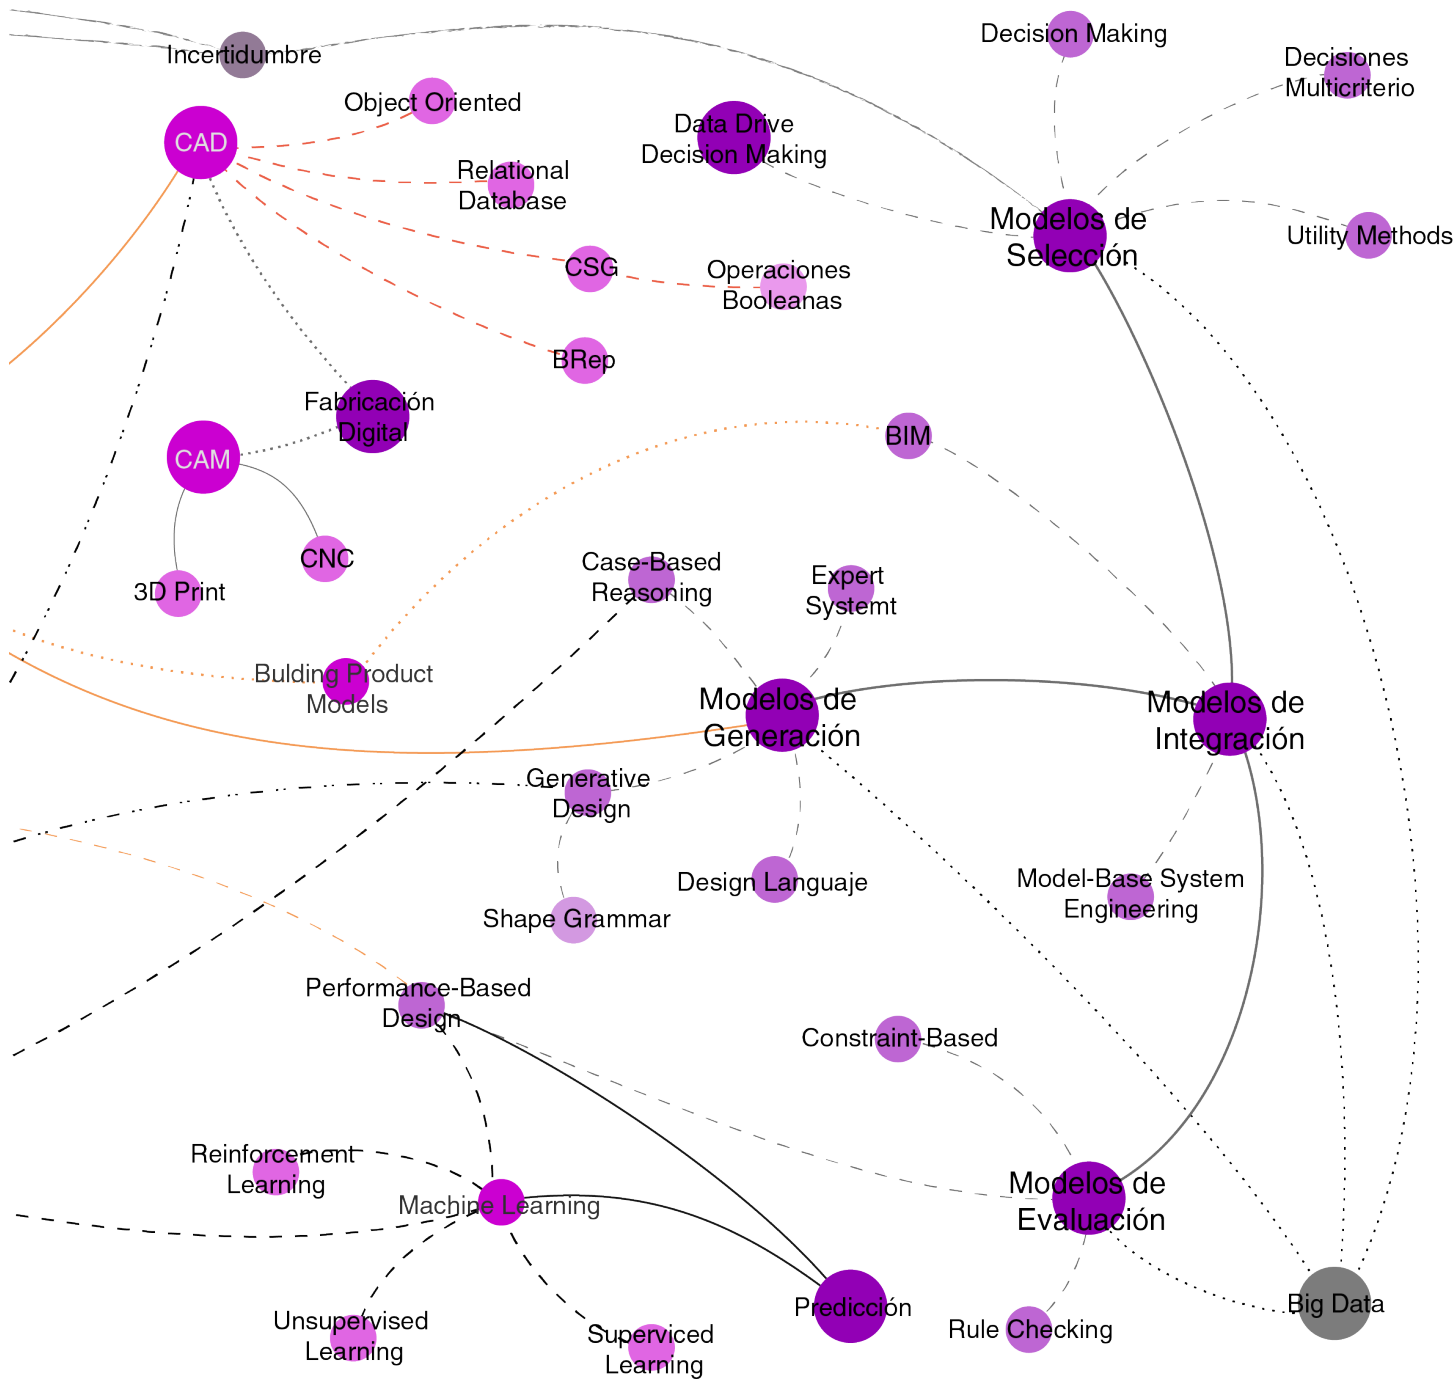 Decision Making
Incertidumbre
Decisiones
Multicriterio
Object Oriented
Data Drive
Decision Making
CAD
Relational
Database
Modelos de
Selección
Utility Methods
CSG
Operaciones
Booleanas
BRep
Fabricación
Digital
BIM
CAM
CNC
3D Print
Case-Based
Reasoning
Expert
Systemt
Bulding Product
Models
Modelos de
Generación
Modelos de
Integración
Generative
Design
Design Languaje
Model-Base System
Engineering
Shape Grammar
Performance-Based
Design
Constraint-Based
Reinforcement
Learning
Machine Learning
Modelos de
Evaluación
Predicción
Big Data
Unsupervised
Learning
Superviced
Learning
Rule Checking